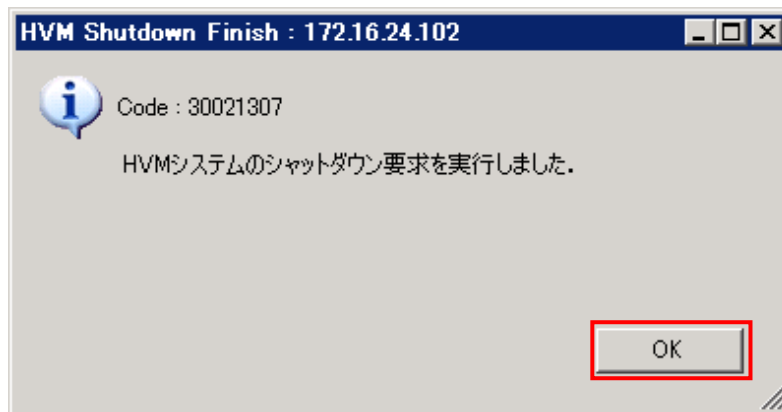 HVM Shutdown Finish : 172.16.24.102
Code : 30021307
HVMシステムのシャットダウン要求を実行しました.
OK